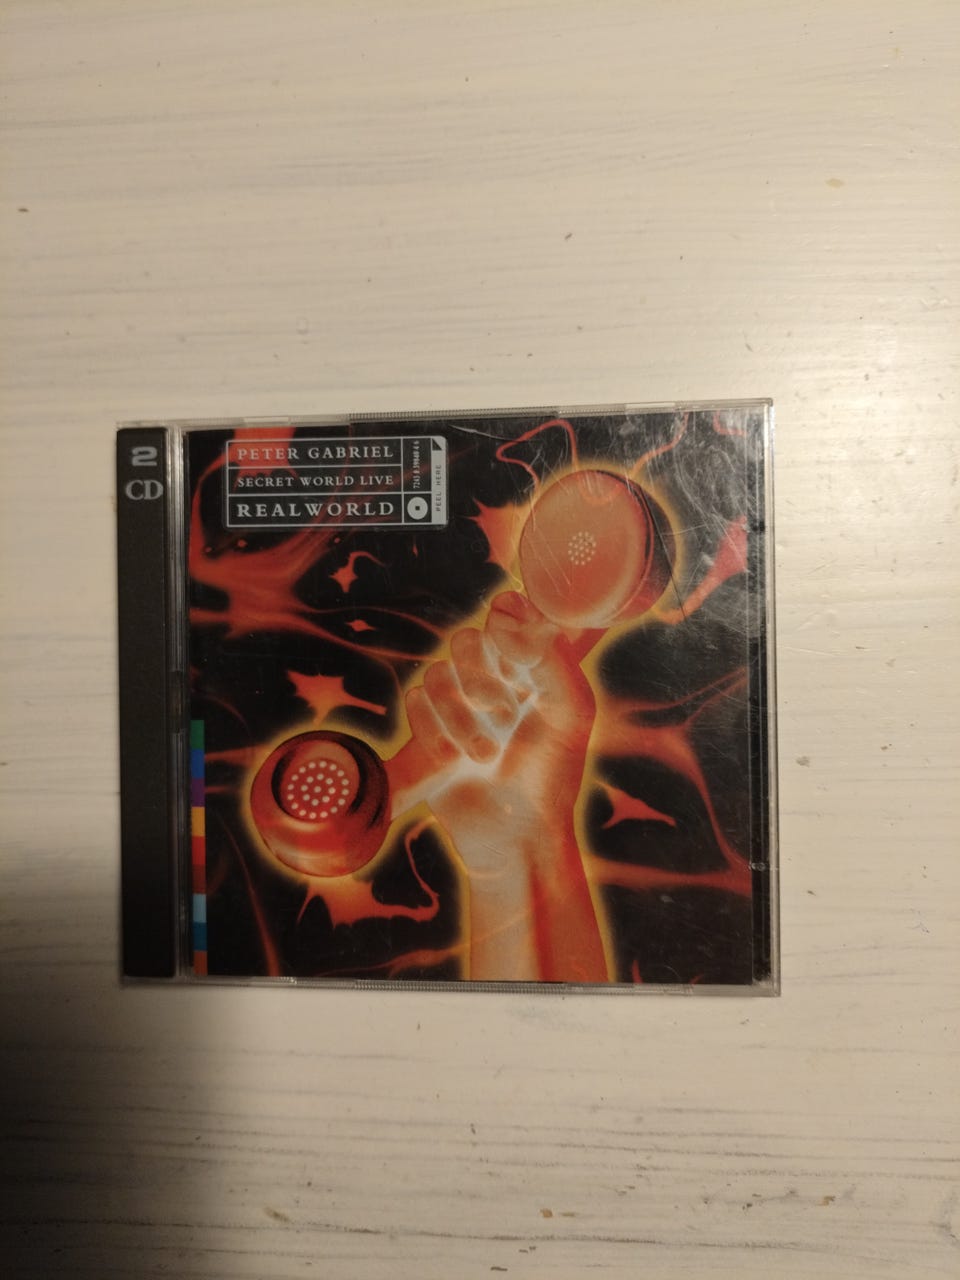 2
CD
PETER GABRIEL
SECRET WORLD LIVE
REALWORLD
PEEL HERE